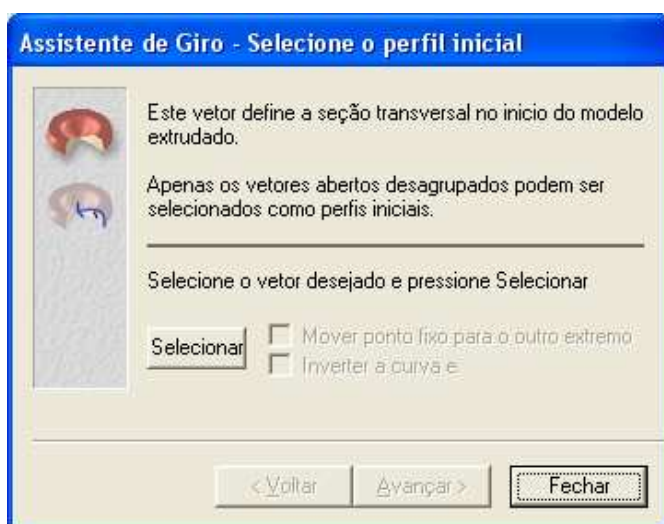 Assistente de Giro - Selecione o perfil inicial
Este vetor define a seção transversal no inicio do modelo
extrudado.
Apenas os vetores abertos desagrupados podem ser
selecionados como perfis iniciais.
Selecione o vetor desejado e pressione Selecionar
Selecionar
Mover ponto fixo para o outro extremo
Inverter a curva e
< Voltar
Avançar >
Fechar